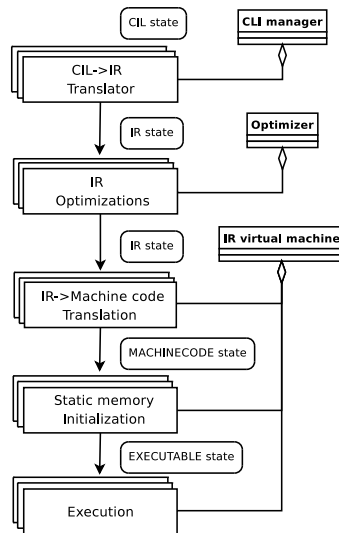 CIL state
CLI manager
CIL->IR
Translator
IR state
Optimizer
IR
Optimizations
IR state
IR virtual machine
IR->Machine code
Translation
MACHINECODE state
Static memory
Initialization
EXECUTABLE state
Execution